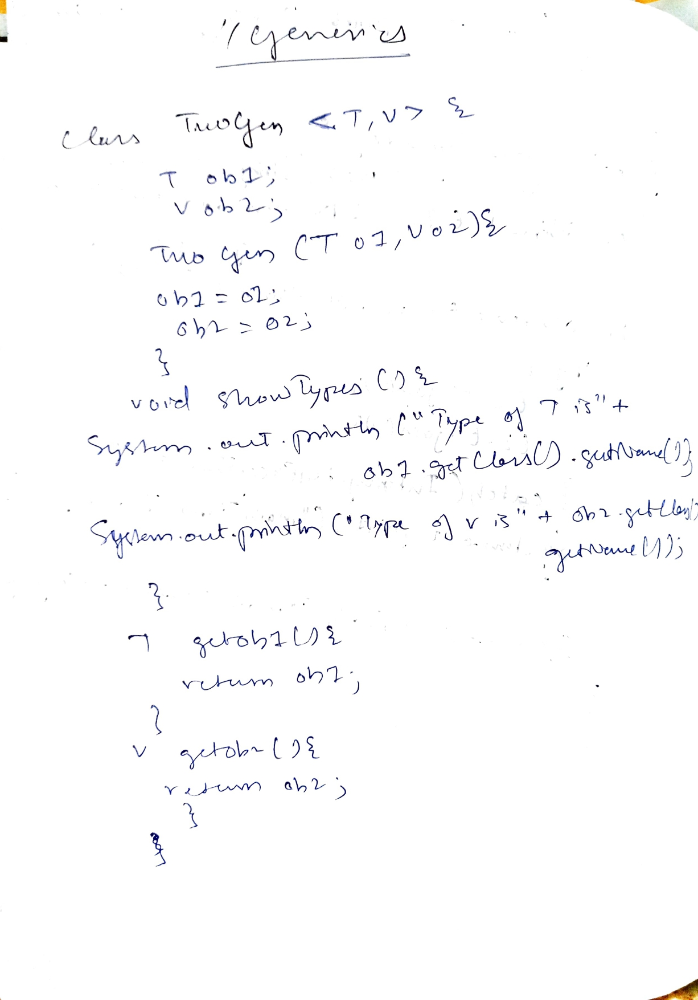 Generics
class TwoGen <T, V> {
T ob1;
V ob2;
Two Gen (T o1, V o2){
ob1 = o1;
ob2 = o2;
}
void showTypes () {
System.out.println ("Type of T is" +
ob1.getClass().getName());
System.out.println ("Type of V is" + ob2.getClass()
getName());
}
T getob1() {
return ob1;
}
V getob2 () {
return ob2;
}
}